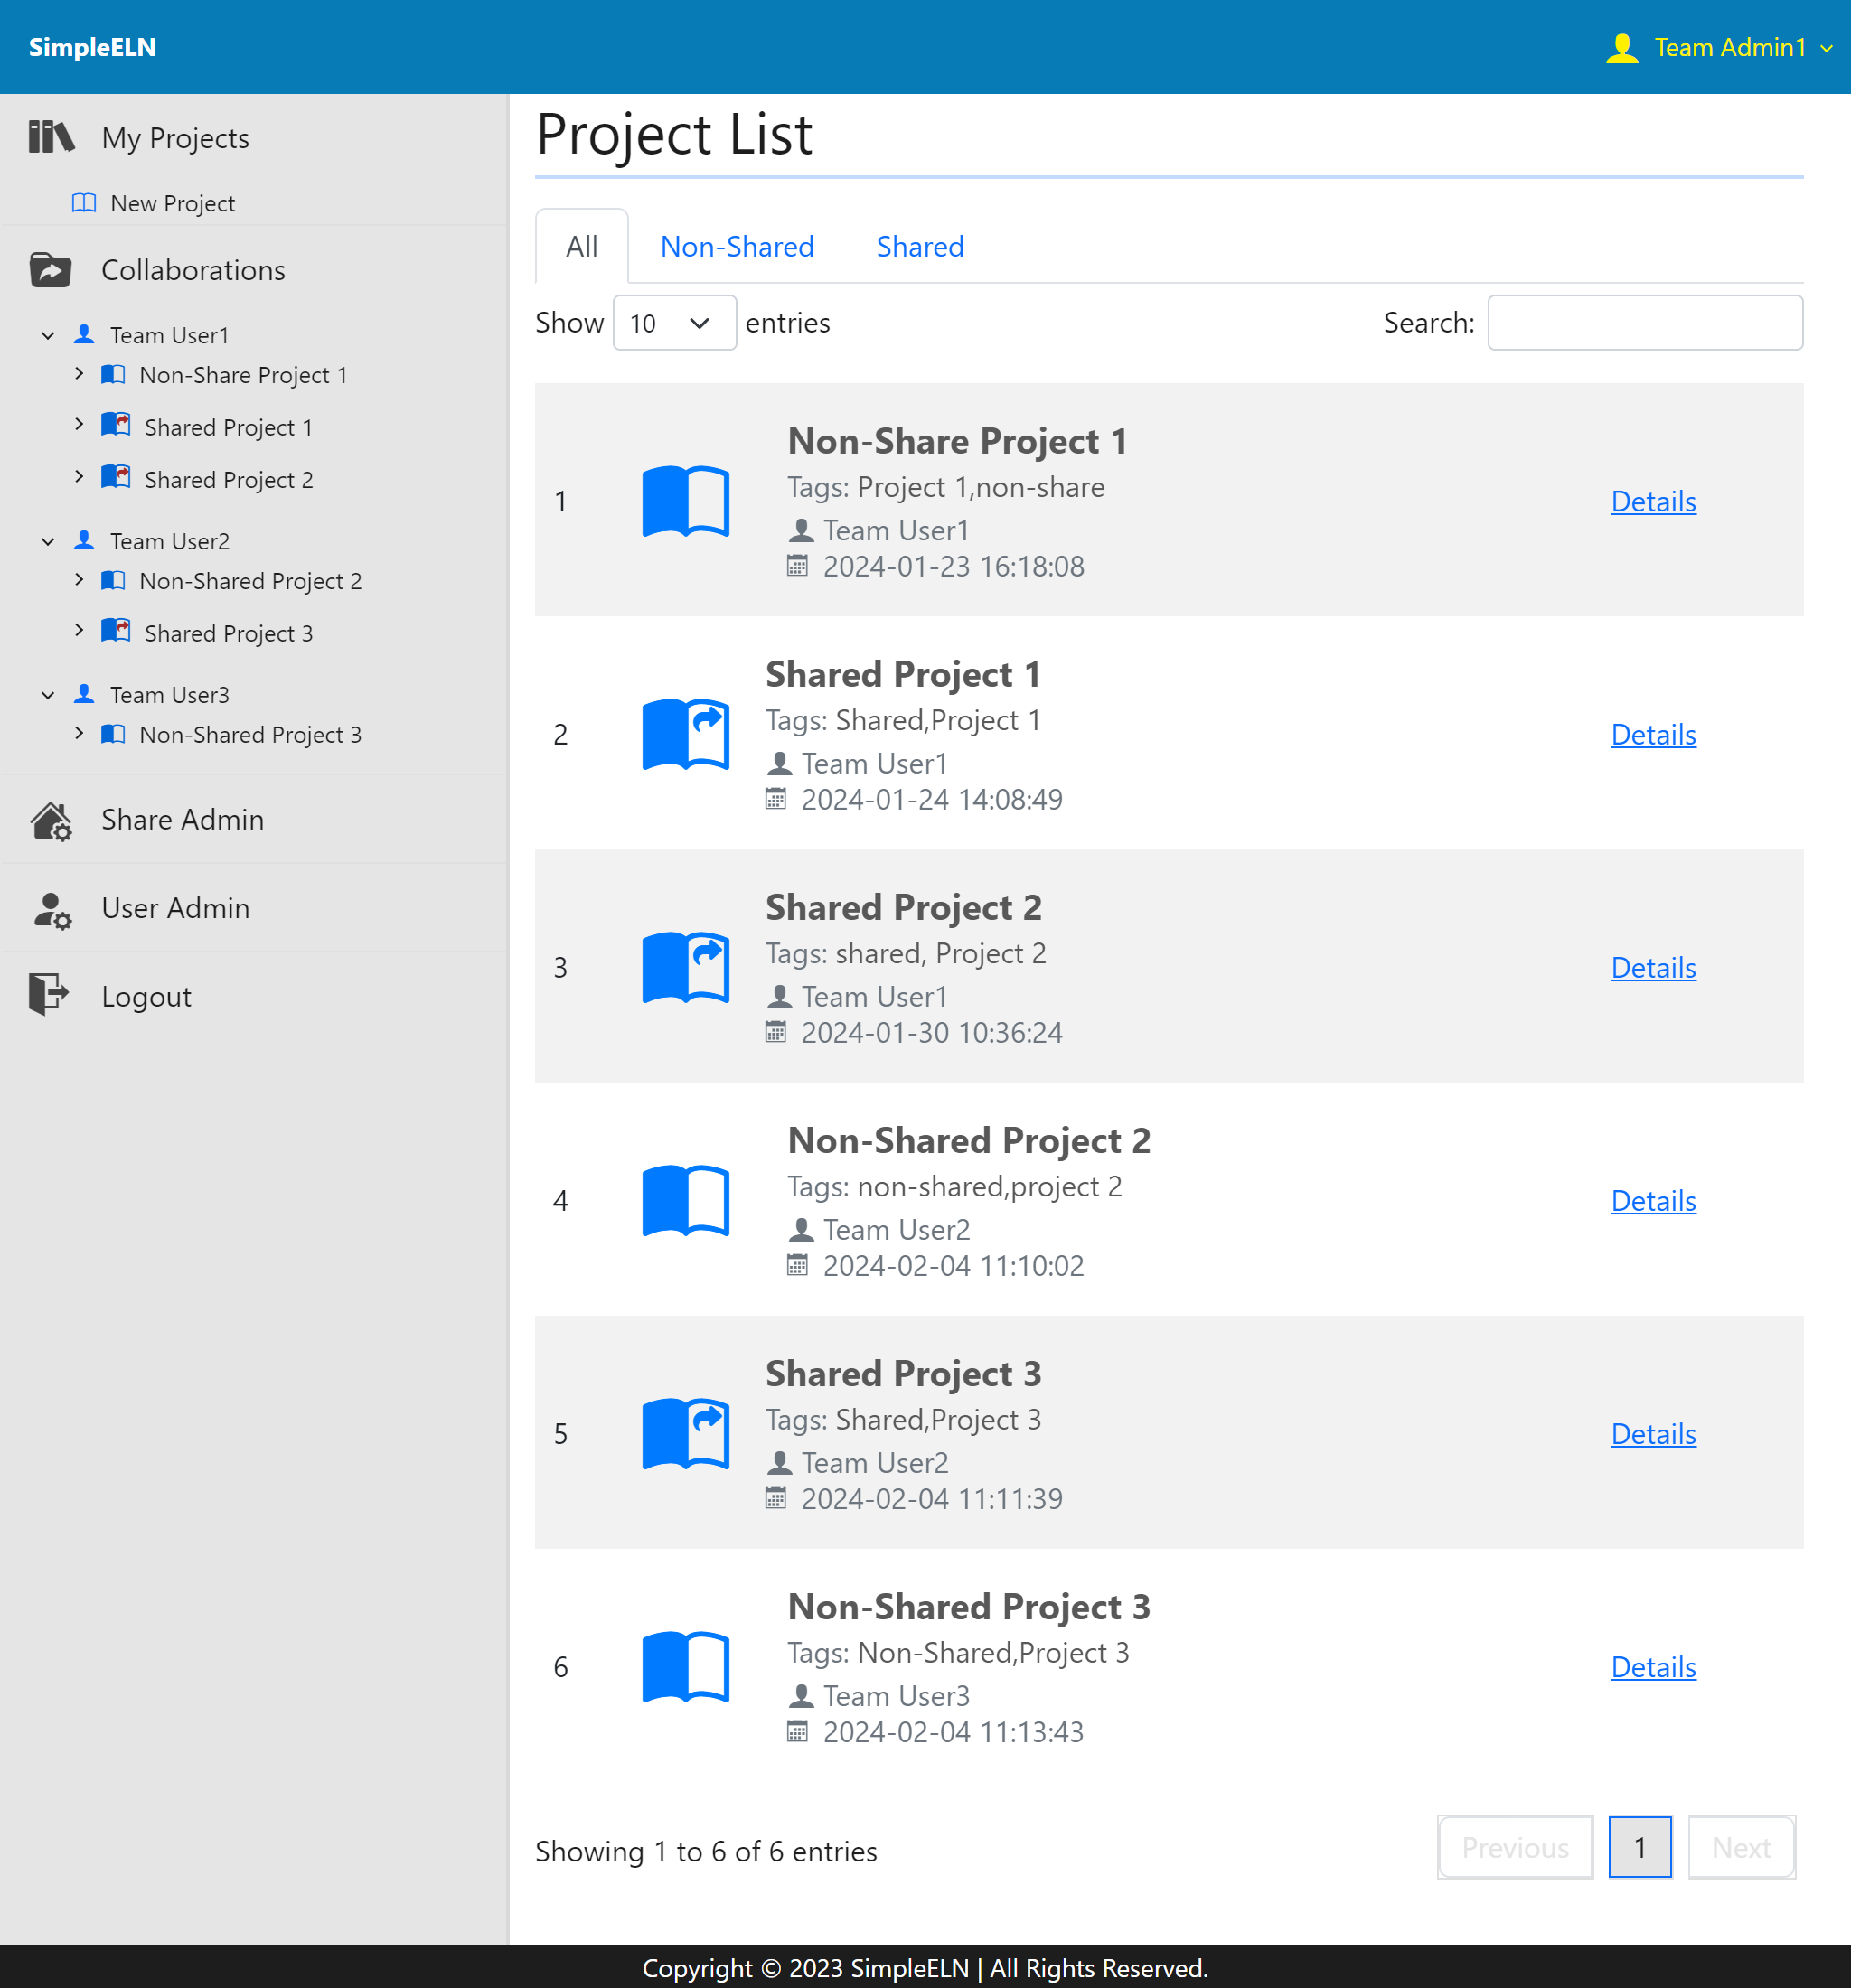 SimpleELN
Team Admin1
My Projects
New Project
Collaborations
Team User1
Non-Share Project 1
Shared Project 1
Shared Project 2
Team User2
Non-Shared Project 2
Shared Project 3
Team User3
Non-Shared Project 3
Share Admin
User Admin
Logout
Project List
All Non-Shared Shared
Show 10 entries Search:
Non-Share Project 1
Tags: Project 1,non-share
1 Details
Team User1
2024-01-23 16:18:08
Shared Project 1
Tags: Shared,Project 1
2 Details
Team User1
2024-01-24 14:08:49
Shared Project 2
Tags: shared, Project 2
3 Details
Team User1
2024-01-30 10:36:24
Non-Shared Project 2
Tags: non-shared,project 2
4 Details
Team User2
2024-02-04 11:10:02
Shared Project 3
Tags: Shared,Project 3
5 Details
Team User2
2024-02-04 11:11:39
Non-Shared Project 3
Tags: Non-Shared,Project 3
6 Details
Team User3
2024-02-04 11:13:43
Showing 1 to 6 of 6 entries Previous 1 Next
Copyright © 2023 SimpleELN | All Rights Reserved.